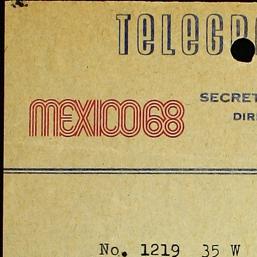 TELEGR
MEXICO68
SECRET
DIR
No. 1219 35 W